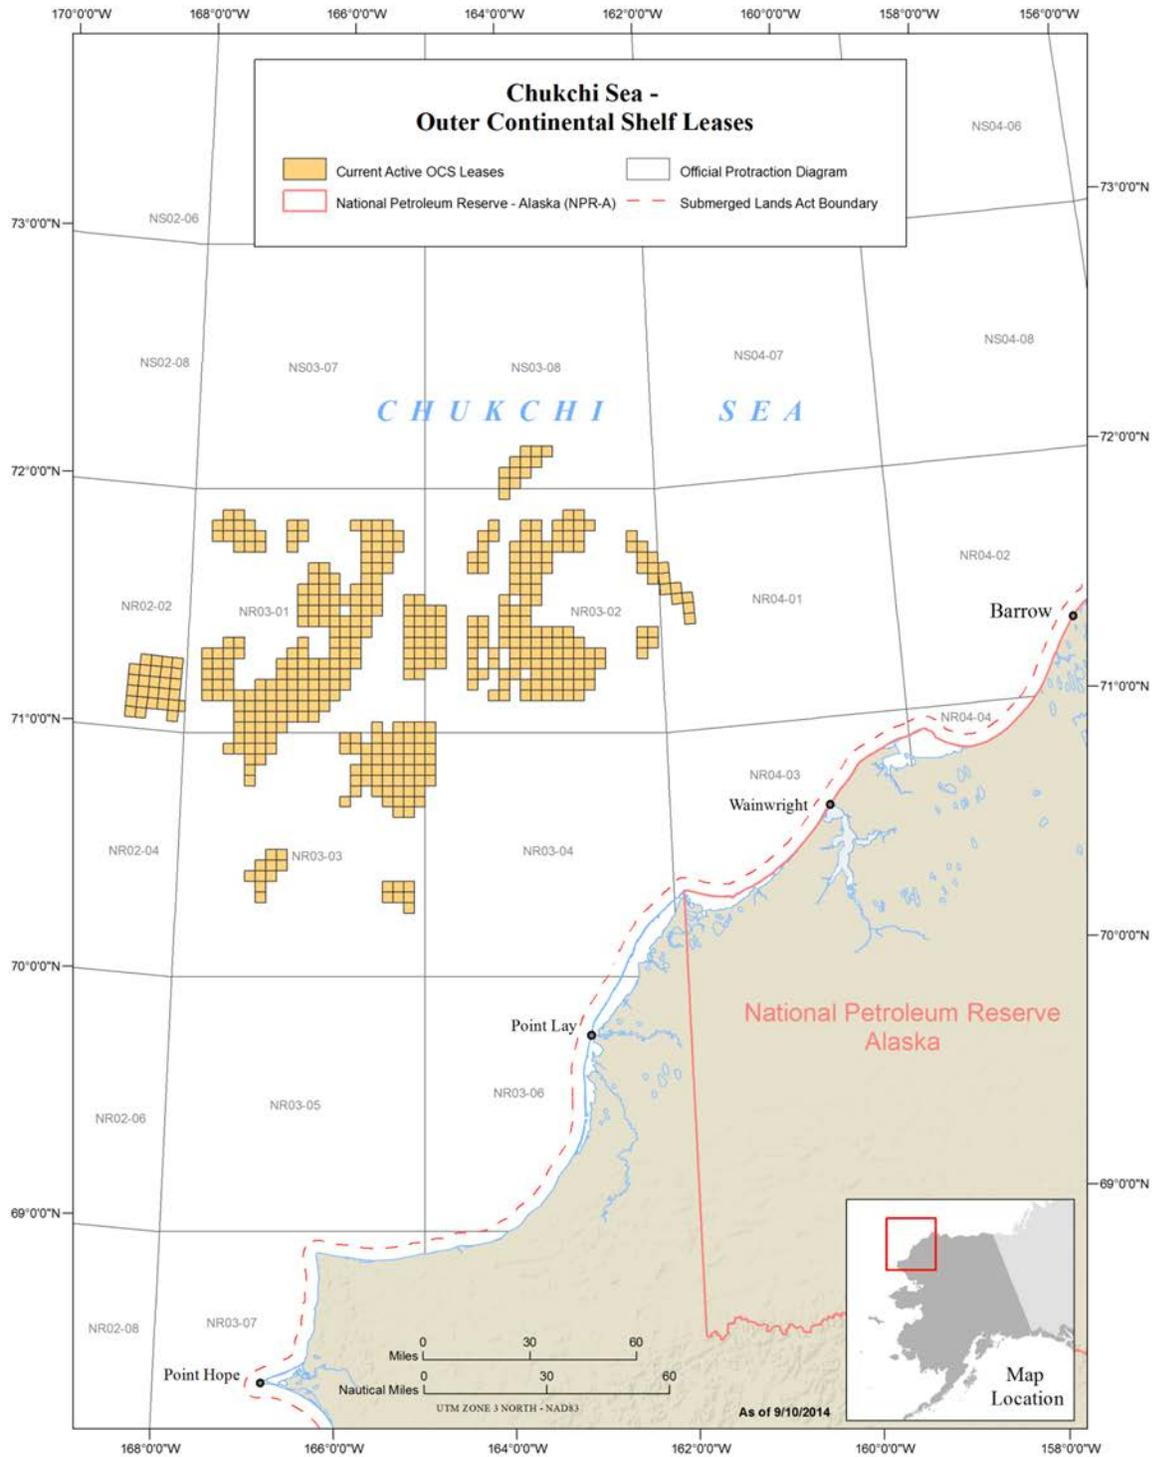 170°0'0"W 168°0'0"W 166°0'0"W 164°0'0"W 162°0'0"W 160°0'0"W 158°0'0"W 156°0'0"W
Chukchi Sea -
Outer Continental Shelf Leases
Current Active OCS Leases
Official Protraction Diagram
National Petroleum Reserve - Alaska (NPR-A)
Submerged Lands Act Boundary
NS04-06
73°0'0"N
NS02-06
73°0'0"N
NS04-08
NS04-07
NS02-08
NS03-07
NS03-08
CHUKCHI SEA
72°0'0"N
72°0'0"N
NR04-02
NR04-01
NR02-02
NR03-01
NR03-02
Barrow
71°0'0"N
71°0'0"N
NR04-04
NR04-03
Wainwright
NR02-04
NR03-03
NR03-04
70°0'0"N
70°0'0"N
National Petroleum Reserve
Alaska
Point Lay
NR03-06
NR03-05
NR02-06
69°0'0"N
69°0'0"N
NR02-08
NR03-07
0 30 60
Miles
Point Hope
0 30 60
Nautical Miles
UTM ZONE 3 NORTH - NAD83
As of 9/10/2014
Map
Location
168°0'0"W 166°0'0"W 164°0'0"W 162°0'0"W 160°0'0"W 158°0'0"W